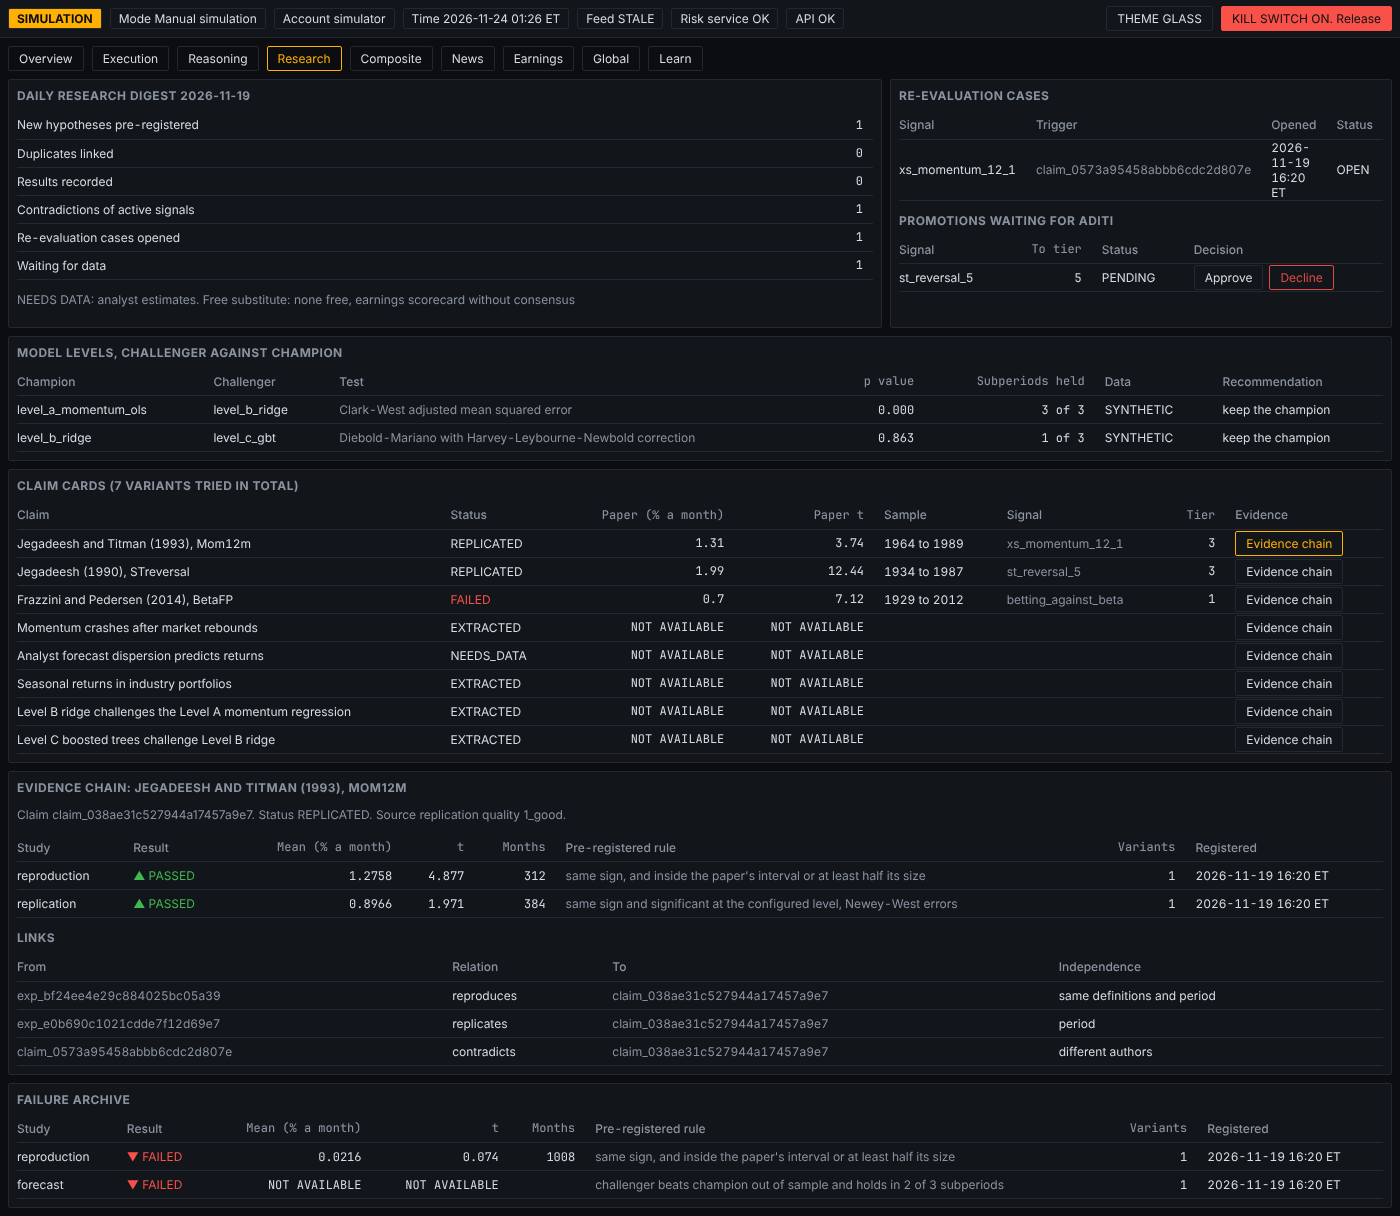 SIMULATION Mode Manual simulation Account simulator Time 2026-11-24 01:26 ET Feed STALE Risk service OK API OK THEME GLASS KILL SWITCH ON. Release
Overview Execution Reasoning Research Composite News Earnings Global Learn
DAILY RESEARCH DIGEST 2026-11-19
New hypotheses pre-registered 1
Duplicates linked 0
Results recorded 0
Contradictions of active signals 1
Re-evaluation cases opened 1
Waiting for data 1
NEEDS DATA: analyst estimates. Free substitute: none free, earnings scorecard without consensus
RE-EVALUATION CASES
Signal Trigger Opened Status
xs_momentum_12_1 claim_0573a95458abbb6cdc2d807e 2026-11-19 16:20 ET OPEN
PROMOTIONS WAITING FOR ADITI
Signal To tier Status Decision
st_reversal_5 5 PENDING Approve Decline
MODEL LEVELS, CHALLENGER AGAINST CHAMPION
Champion Challenger Test p value Subperiods held Data Recommendation
level_a_momentum_ols level_b_ridge Clark-West adjusted mean squared error 0.000 3 of 3 SYNTHETIC keep the champion
level_b_ridge level_c_gbt Diebold-Mariano with Harvey-Leybourne-Newbold correction 0.863 1 of 3 SYNTHETIC keep the champion
CLAIM CARDS (7 VARIANTS TRIED IN TOTAL)
Claim Status Paper (% a month) Paper t Sample Signal Tier Evidence
Jegadeesh and Titman (1993), Mom12m REPLICATED 1.31 3.74 1964 to 1989 xs_momentum_12_1 3 Evidence chain
Jegadeesh (1990), STreversal REPLICATED 1.99 12.44 1934 to 1987 st_reversal_5 3 Evidence chain
Frazzini and Pedersen (2014), BetaFP FAILED 0.7 7.12 1929 to 2012 betting_against_beta 1 Evidence chain
Momentum crashes after market rebounds EXTRACTED NOT AVAILABLE NOT AVAILABLE Evidence chain
Analyst forecast dispersion predicts returns NEEDS_DATA NOT AVAILABLE NOT AVAILABLE Evidence chain
Seasonal returns in industry portfolios EXTRACTED NOT AVAILABLE NOT AVAILABLE Evidence chain
Level B ridge challenges the Level A momentum regression EXTRACTED NOT AVAILABLE NOT AVAILABLE Evidence chain
Level C boosted trees challenge Level B ridge EXTRACTED NOT AVAILABLE NOT AVAILABLE Evidence chain
EVIDENCE CHAIN: JEGADEESH AND TITMAN (1993), MOM12M
Claim claim_038ae31c527944a17457a9e7. Status REPLICATED. Source replication quality 1_good.
Study Result Mean (% a month) t Months Pre-registered rule Variants Registered
reproduction ▲ PASSED 1.2758 4.877 312 same sign, and inside the paper's interval or at least half its size 1 2026-11-19 16:20 ET
replication ▲ PASSED 0.8966 1.971 384 same sign and significant at the configured level, Newey-West errors 1 2026-11-19 16:20 ET
LINKS
From Relation To Independence
exp_bf24ee4e29c884025bc05a39 reproduces claim_038ae31c527944a17457a9e7 same definitions and period
exp_e0b690c1021cdde7f12d69e7 replicates claim_038ae31c527944a17457a9e7 period
claim_0573a95458abbb6cdc2d807e contradicts claim_038ae31c527944a17457a9e7 different authors
FAILURE ARCHIVE
Study Result Mean (% a month) t Months Pre-registered rule Variants Registered
reproduction ▼ FAILED 0.0216 0.074 1008 same sign, and inside the paper's interval or at least half its size 1 2026-11-19 16:20 ET
forecast ▼ FAILED NOT AVAILABLE NOT AVAILABLE challenger beats champion out of sample and holds in 2 of 3 subperiods 1 2026-11-19 16:20 ET